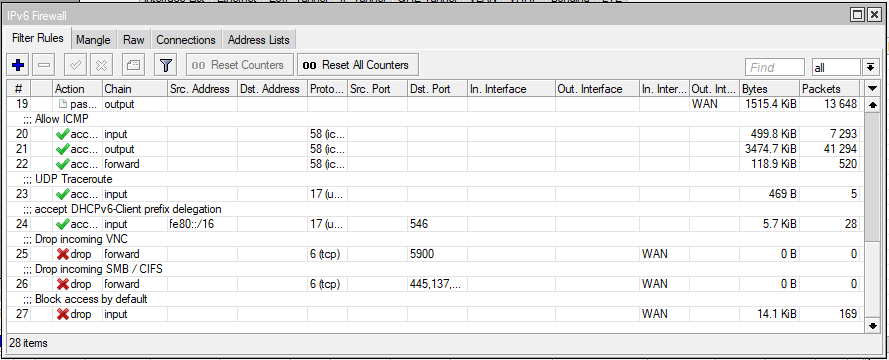 IPv6 Firewall
Filter Rules Mangle Raw Connections Address Lists
00 Reset Counters 00 Reset All Counters Find all
# Action Chain Src. Address Dst. Address Proto... Src. Port Dst. Port In. Interface Out. Interface In. Inter... Out. Int... Bytes Packets
19 pas... output WAN 1515.4 KiB 13 648
;;; Allow ICMP
20 acc... input 58 (ic... 499.8 KiB 7 293
21 acc... output 58 (ic... 3474.7 KiB 41 294
22 acc... forward 58 (ic... 118.9 KiB 520
;;; UDP Traceroute
23 acc... input 17 (u... 469 B 5
;;; accept DHCPv6-Client prefix delegation
24 acc... input fe80::/16 17 (u... 546 5.7 KiB 28
;;; Drop incoming VNC
25 drop forward 6 (tcp) 5900 WAN 0 B 0
;;; Drop incoming SMB / CIFS
26 drop forward 6 (tcp) 445,137,... WAN 0 B 0
;;; Block access by default
27 drop input WAN 14.1 KiB 169
28 items